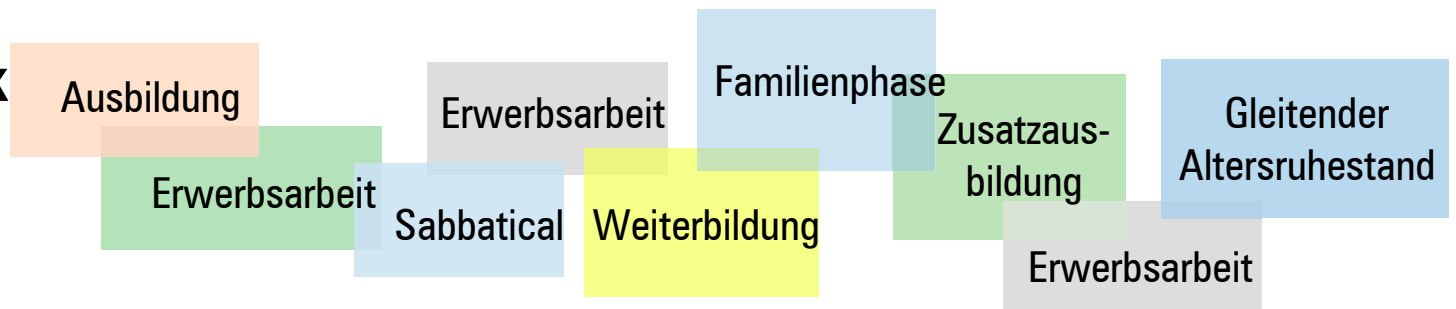 Ausbildung
Erwerbsarbeit
Sabbatical
Erwerbsarbeit
Weiterbildung
Familienphase
Zusatzaus-
bildung
Erwerbsarbeit
Gleitender
Altersruhestand